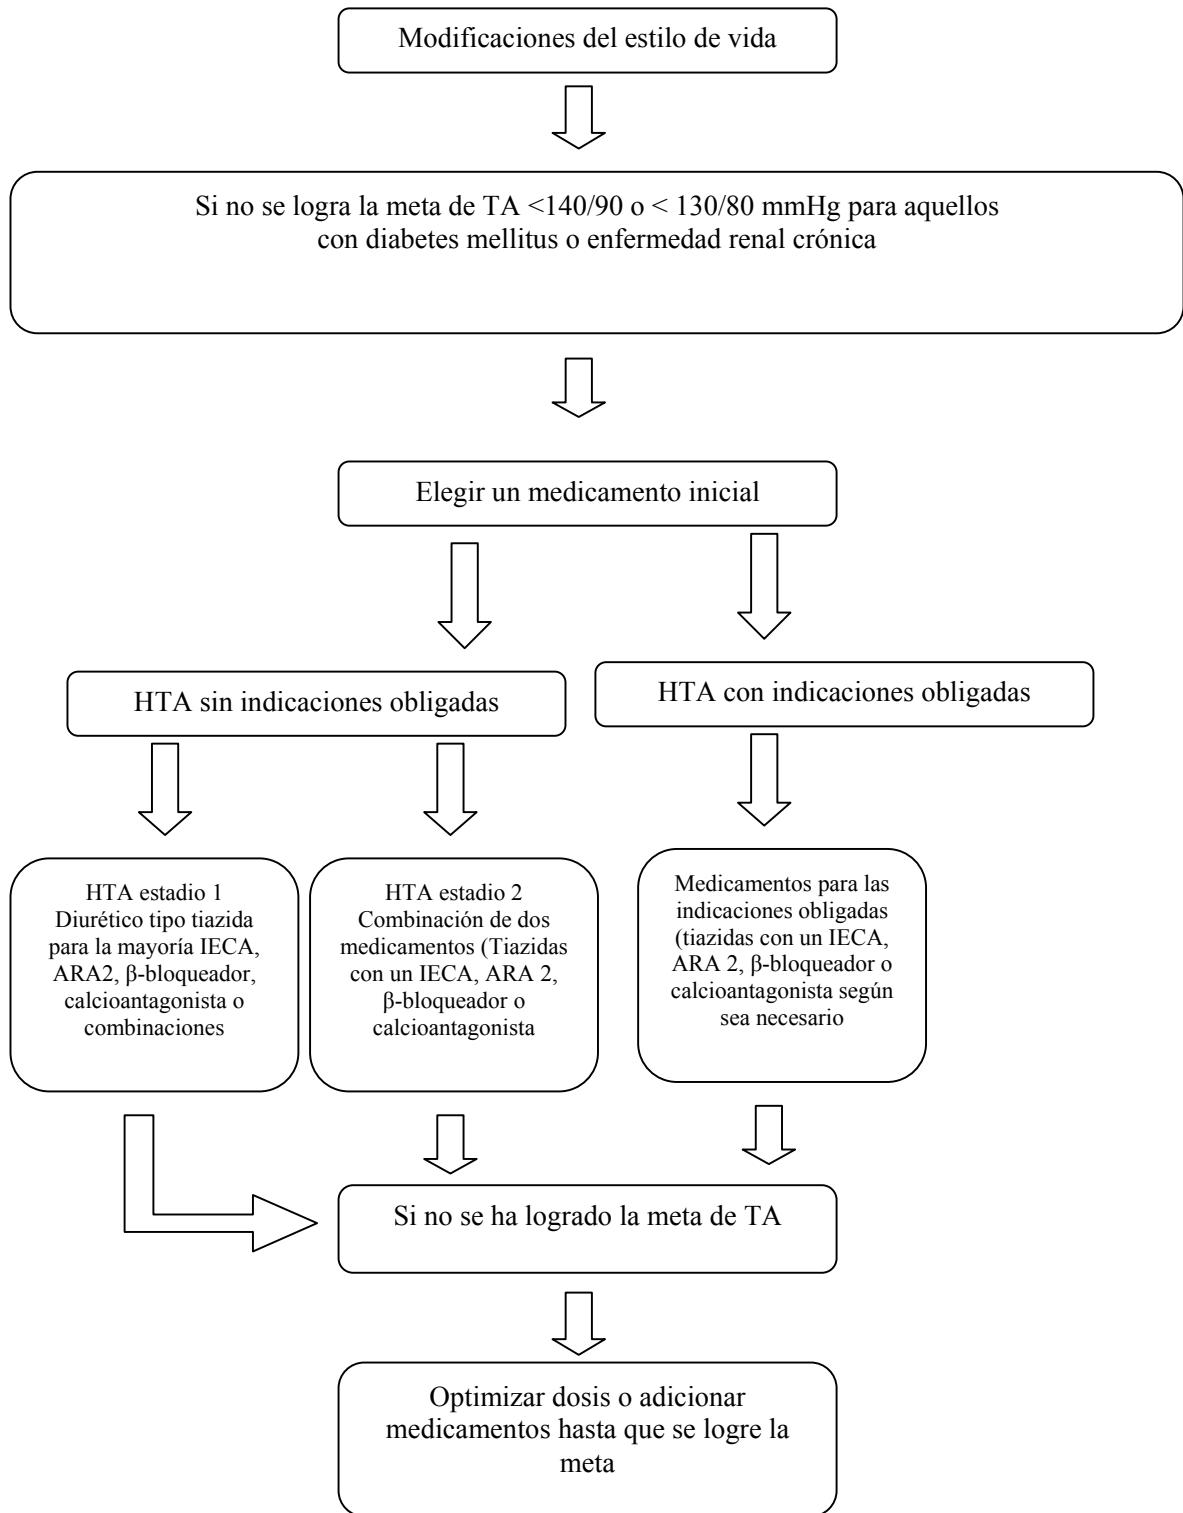 Modificaciones del estilo de vida
Si no se logra la meta de TA <140/90 o < 130/80 mmHg para aquellos
con diabetes mellitus o enfermedad renal crónica
Elegir un medicamento inicial
HTA sin indicaciones obligadas
HTA con indicaciones obligadas
HTA estadio 1
Diurético tipo tiazida
para la mayoría IECA,
ARA2, β-bloqueador,
calcioantagonista o
combinaciones
HTA estadio 2
Combinación de dos
medicamentos (Tiazidas
con un IECA, ARA 2,
β-bloqueador o
calcioantagonista
Medicamentos para las
indicaciones obligadas
(tiazidas con un IECA,
ARA 2, β-bloqueador o
calcioantagonista según
sea necesario
Si no se ha logrado la meta de TA
Optimizar dosis o adicionar
medicamentos hasta que se logre la
meta